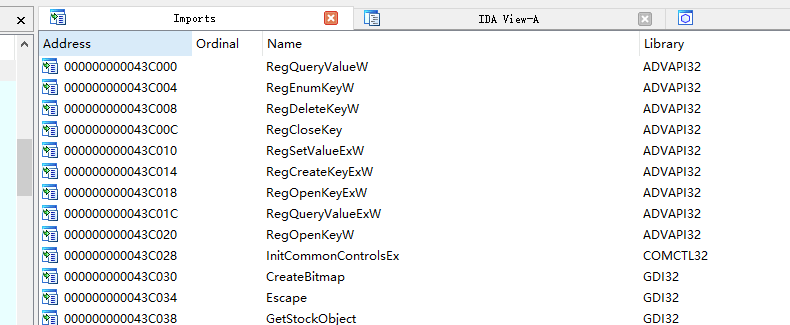 Imports IDA View-A
Address Ordinal Name Library
000000000043C000 RegQueryValueW ADVAPI32
000000000043C004 RegEnumKeyW ADVAPI32
000000000043C008 RegDeleteKeyW ADVAPI32
000000000043C00C RegCloseKey ADVAPI32
000000000043C010 RegSetValueExW ADVAPI32
000000000043C014 RegCreateKeyExW ADVAPI32
000000000043C018 RegOpenKeyExW ADVAPI32
000000000043C01C RegQueryValueExW ADVAPI32
000000000043C020 RegOpenKeyW ADVAPI32
000000000043C028 InitCommonControlsEx COMCTL32
000000000043C030 CreateBitmap GDI32
000000000043C034 Escape GDI32
000000000043C038 GetStockObject GDI32